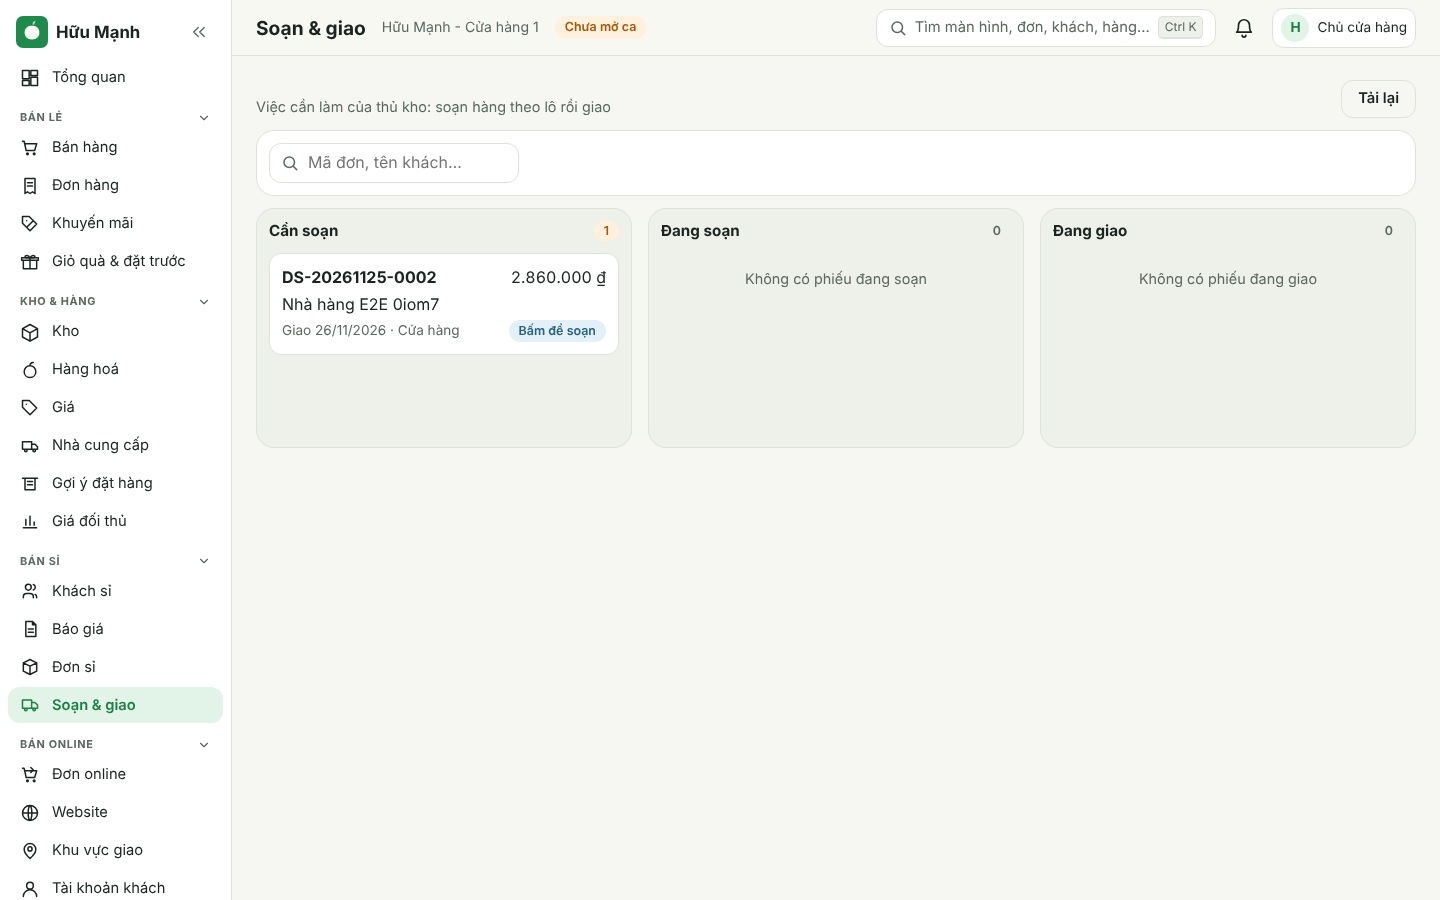 Hữu Mạnh
Tổng quan
BÁN LẺ
Bán hàng
Đơn hàng
Khuyến mãi
Giỏ quà & đặt trước
KHO & HÀNG
Kho
Hàng hoá
Giá
Nhà cung cấp
Gợi ý đặt hàng
Giá đối thủ
BÁN SỈ
Khách sỉ
Báo giá
Đơn sỉ
Soạn & giao
BÁN ONLINE
Đơn online
Website
Khu vực giao
Tài khoản khách
Soạn & giao Hữu Mạnh - Cửa hàng 1 Chưa mở ca Tìm màn hình, đơn, khách, hàng... Ctrl K H Chủ cửa hàng
Việc cần làm của thủ kho: soạn hàng theo lô rồi giao Tải lại
Mã đơn, tên khách...
Cần soạn 1
DS-20261125-0002 2.860.000 ₫
Nhà hàng E2E 0iom7
Giao 26/11/2026 · Cửa hàng Bấm để soạn
Đang soạn 0
Không có phiếu đang soạn
Đang giao 0
Không có phiếu đang giao